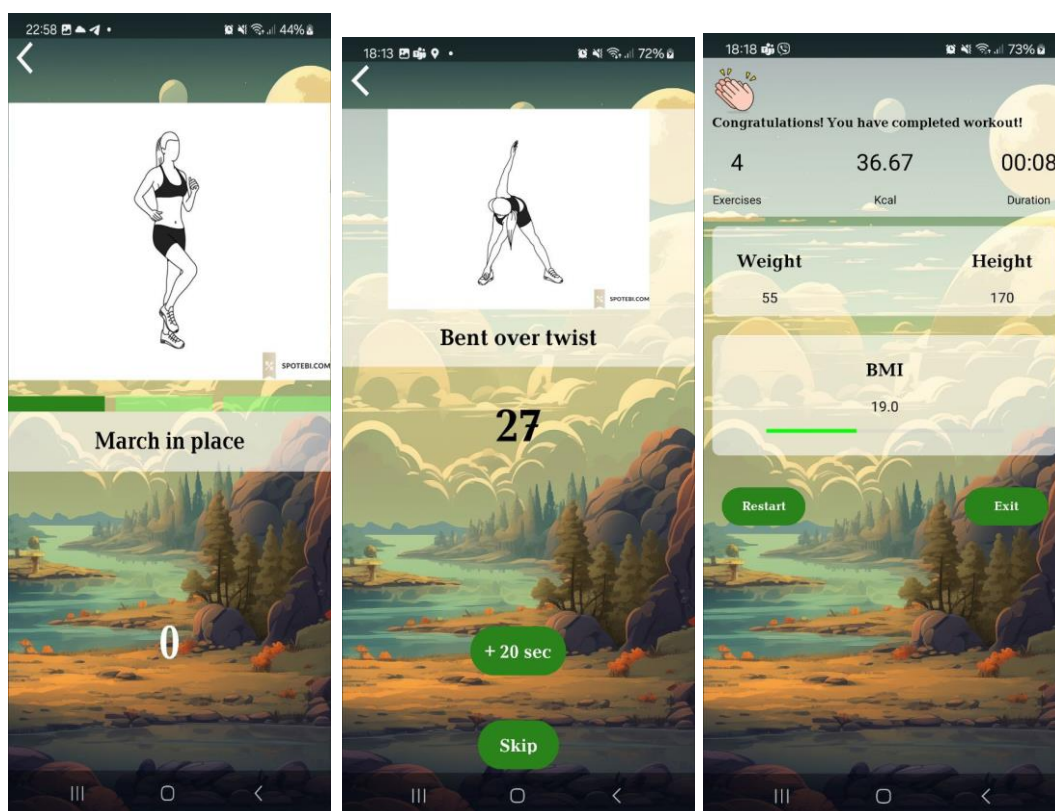 22:58
44%
SPOTEBI.COM
March in place
0
18:13
72%
SPOTEBI.COM
Bent over twist
27
+ 20 sec
Skip
18:18
73%
Congratulations! You have completed workout!
4 36.67 00:08
Exercises Kcal Duration
Weight Height
55 170
BMI
19.0
Restart Exit